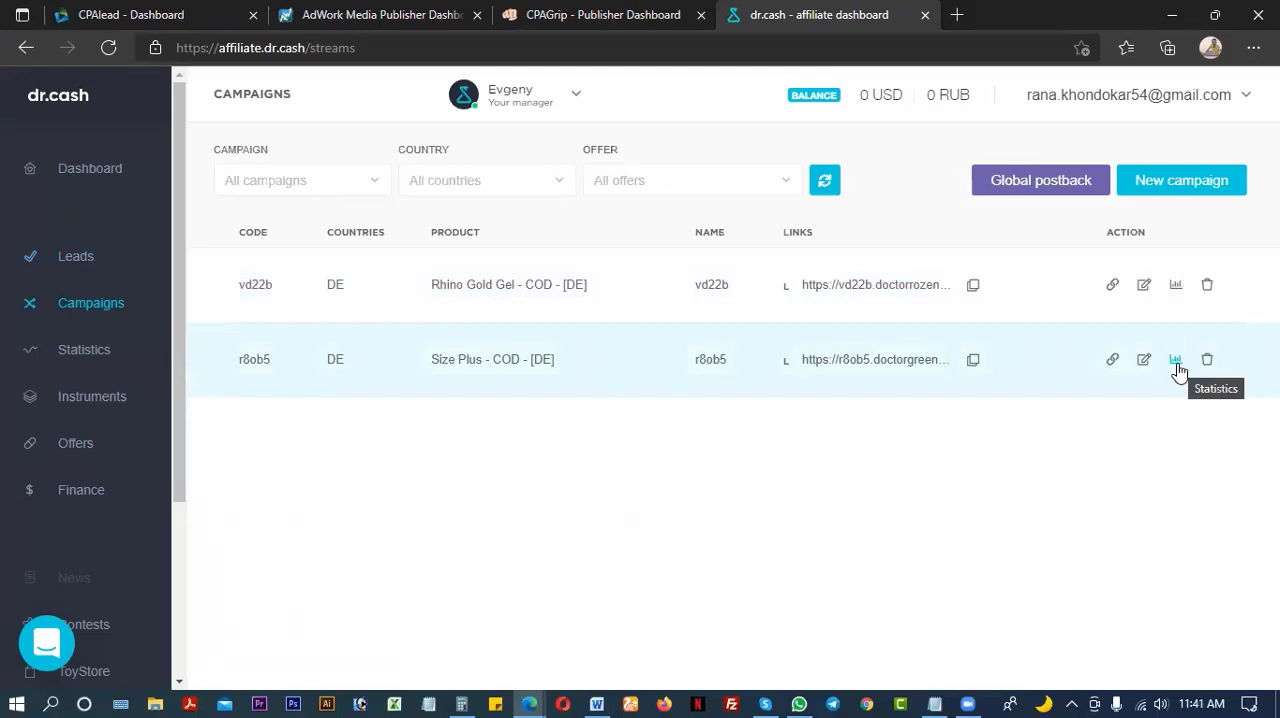 CPAlead - Dashboard
AdWork Media Publisher Dashb
CPAGrip - Publisher Dashboard
dr.cash - affiliate dashboard
https://affiliate.dr.cash/streams
dr.cash
CAMPAIGNS
Evgeny
Your manager
BALANCE
0 USD
0 RUB
rana.khondokar54@gmail.com
Dashboard
Leads
Campaigns
Statistics
Instruments
Offers
Finance
News
ontests
ToyStore
CAMPAIGN
COUNTRY
OFFER
All campaigns
All countries
All offers
Global postback
New campaign
CODE
COUNTRIES
PRODUCT
NAME
LINKS
ACTION
vd22b
DE
Rhino Gold Gel - COD - [DE]
vd22b
L
https://vd22b.doctorrozen...
r8ob5
DE
Size Plus - COD - [DE]
r8ob5
L
https://r8ob5.doctorgreen...
Statistics
11:41 AM